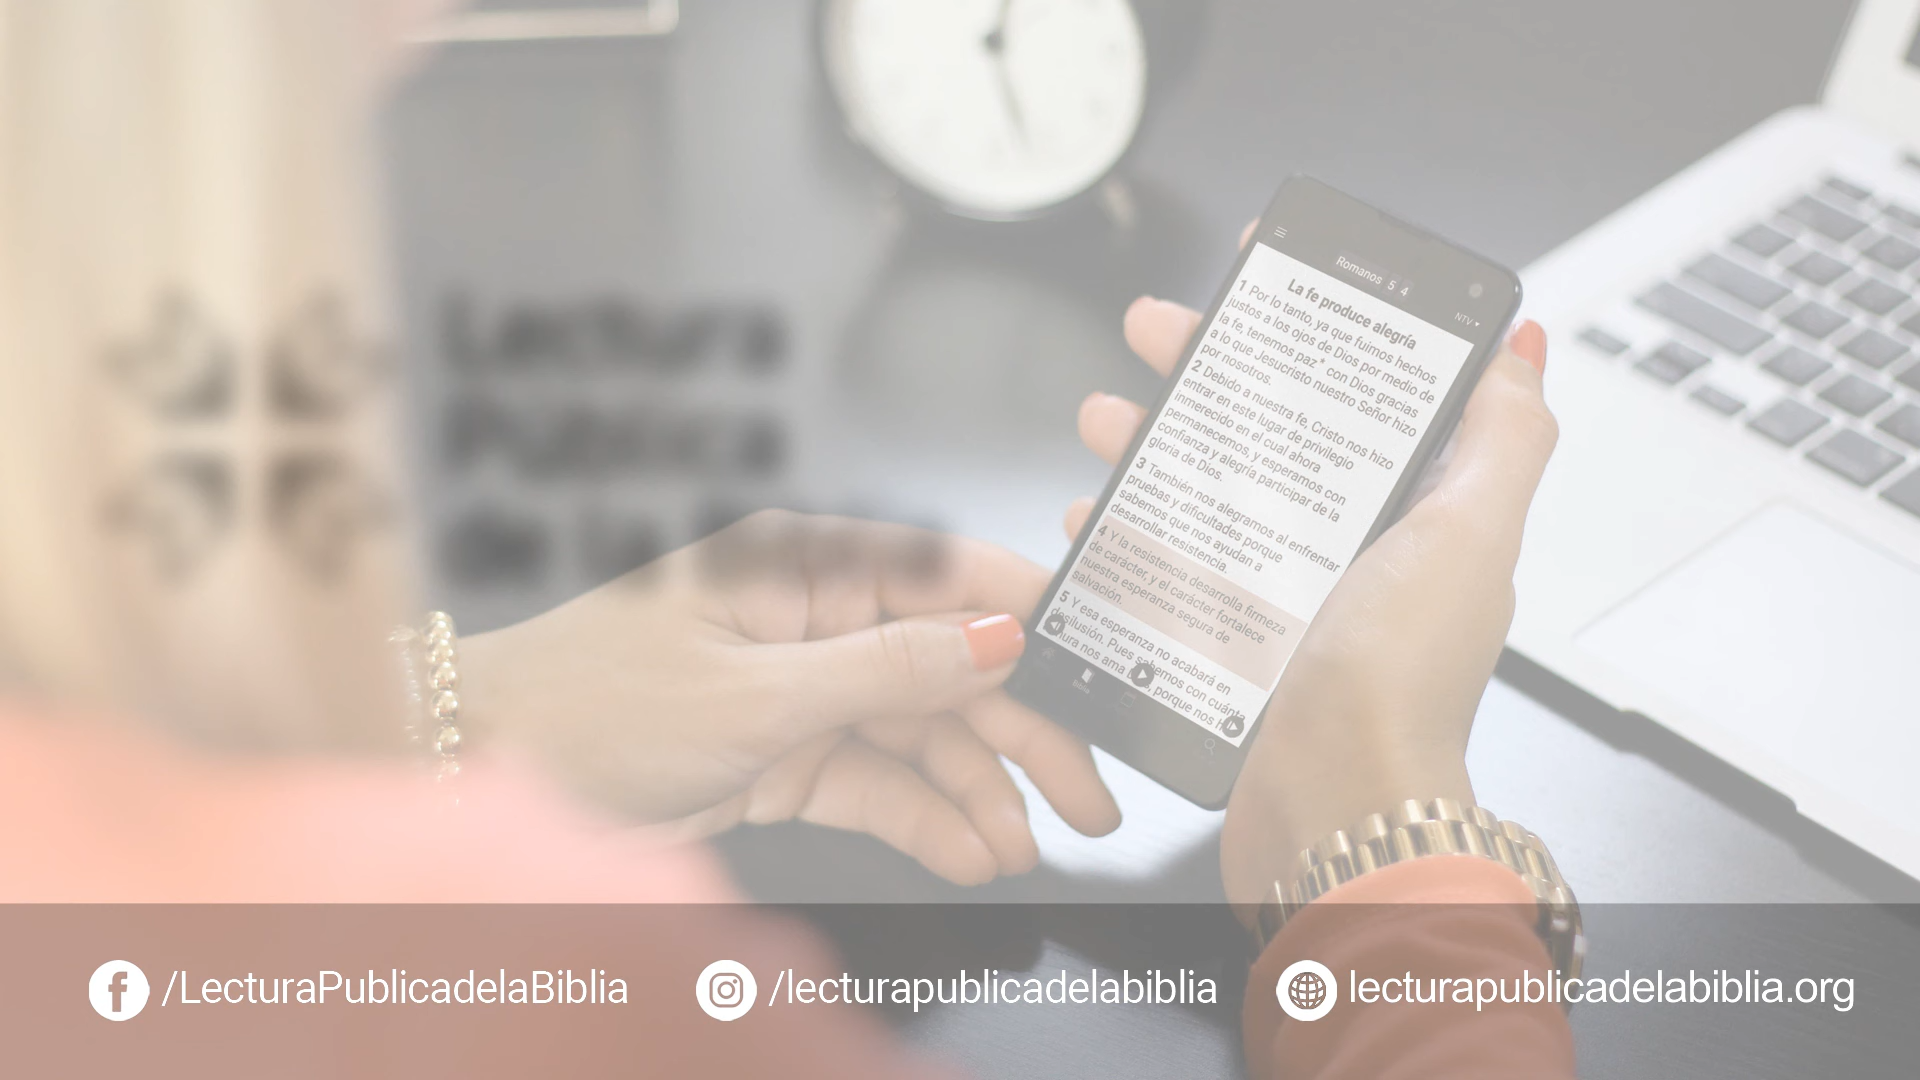 Lectura
Pública
de la Biblia
Romanos 5 4
NTV
La fe produce alegría
1 Por lo tanto, ya que fuimos hechos
justos a los ojos de Dios por medio de
la fe, tenemos paz* con Dios gracias
a lo que Jesucristo nuestro Señor hizo
por nosotros.
2 Debido a nuestra fe, Cristo nos hizo
entrar en este lugar de privilegio
inmerecido en el cual ahora
permanecemos, y esperamos con
confianza y alegría participar de la
gloria de Dios.
3 También nos alegramos al enfrentar
pruebas y dificultades porque
sabemos que nos ayudan a
desarrollar resistencia.
4 Y la resistencia desarrolla firmeza
de carácter, y el carácter fortalece
nuestra esperanza segura de
salvación.
5 Y esa esperanza no acabará en
desilusión. Pues sabemos con cuánta
nos ama porque nos
Biblia
/LecturaPublicadelaBiblia
/lecturapublicadelabiblia
lecturapublicadelabiblia.org